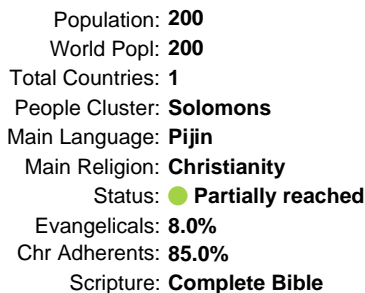 Population: 200
World Popl: 200
Total Countries: 1
People Cluster: Solomons
Main Language: Pijin
Main Religion: Christianity
Status: Partially reached
Evangelicals: 8.0%
Chr Adherents: 85.0%
Scripture: Complete Bible